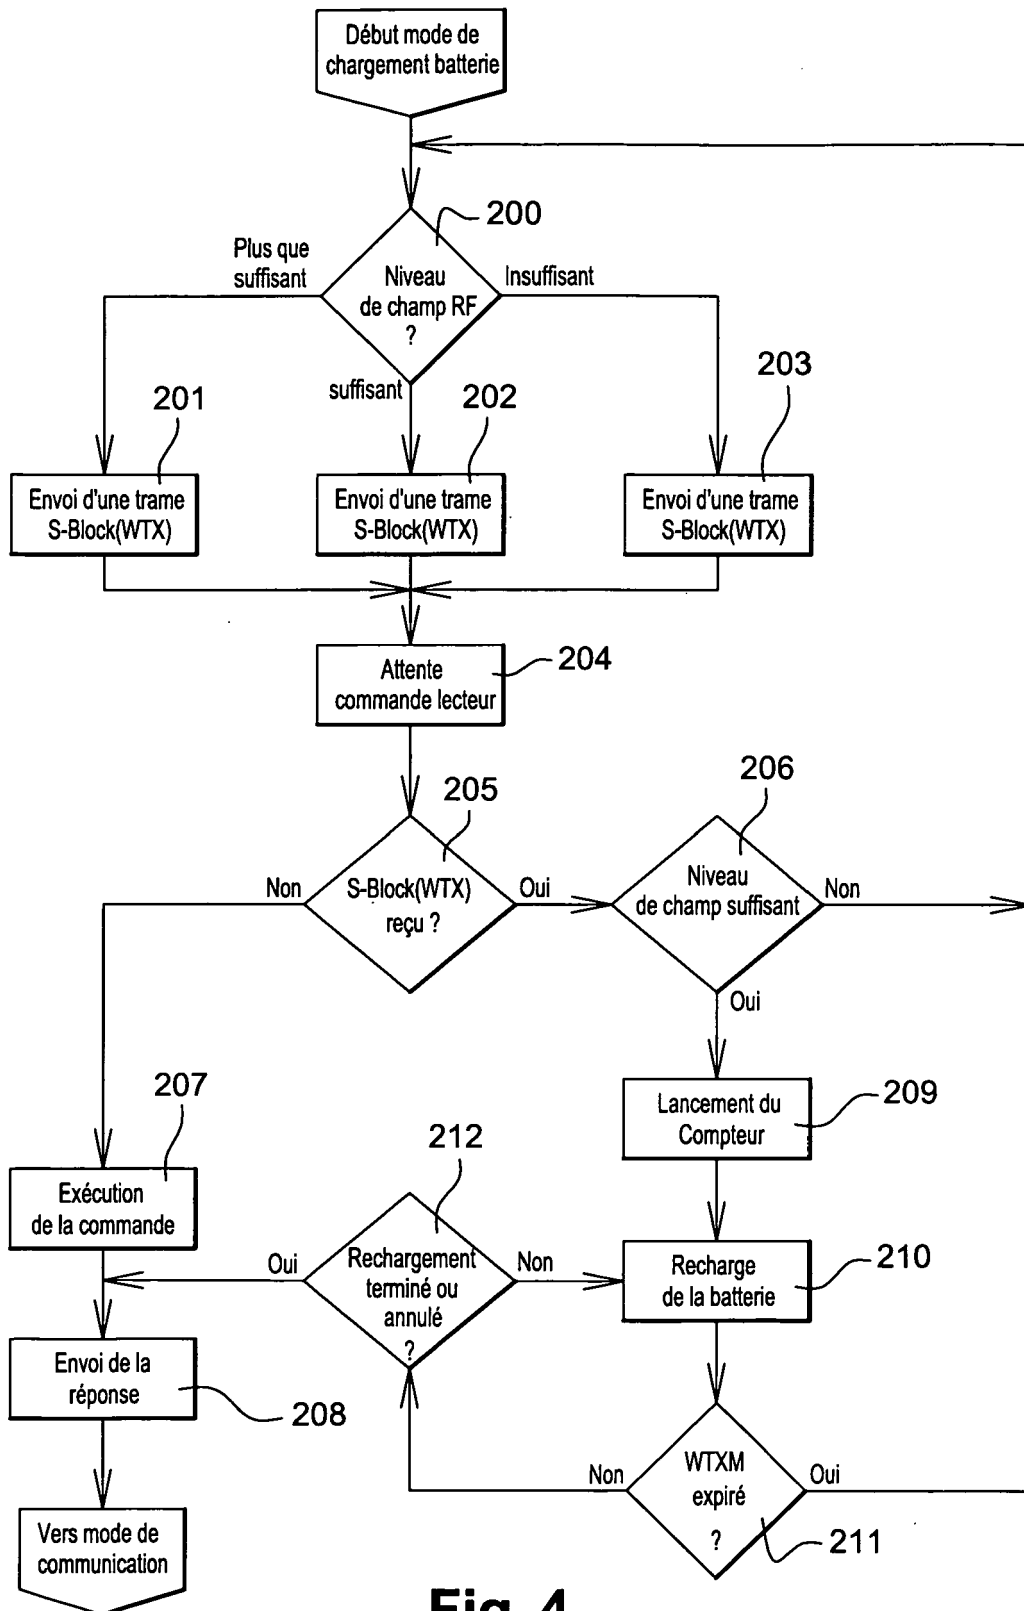 Début mode de
chargement batterie
200
Plus que
suffisant
Niveau
de champ RF
?
Insuffisant
suffisant
201
202
203
Envoi d'une trame
S-Block(WTX)
Envoi d'une trame
S-Block(WTX)
Envoi d'une trame
S-Block(WTX)
Attente
commande lecteur
204
205
206
Non
S-Block(WTX)
reçu ?
Oui
Niveau
de champ suffisant
Non
Oui
207
Exécution
de la commande
Lancement du
Compteur
209
212
Oui
Rechargement
terminé ou
annulé
?
Non
Recharge
de la batterie
210
Envoi de la
réponse
208
Non
WTXM
expiré
?
Oui
211
Vers mode de
communication
Fig. 4